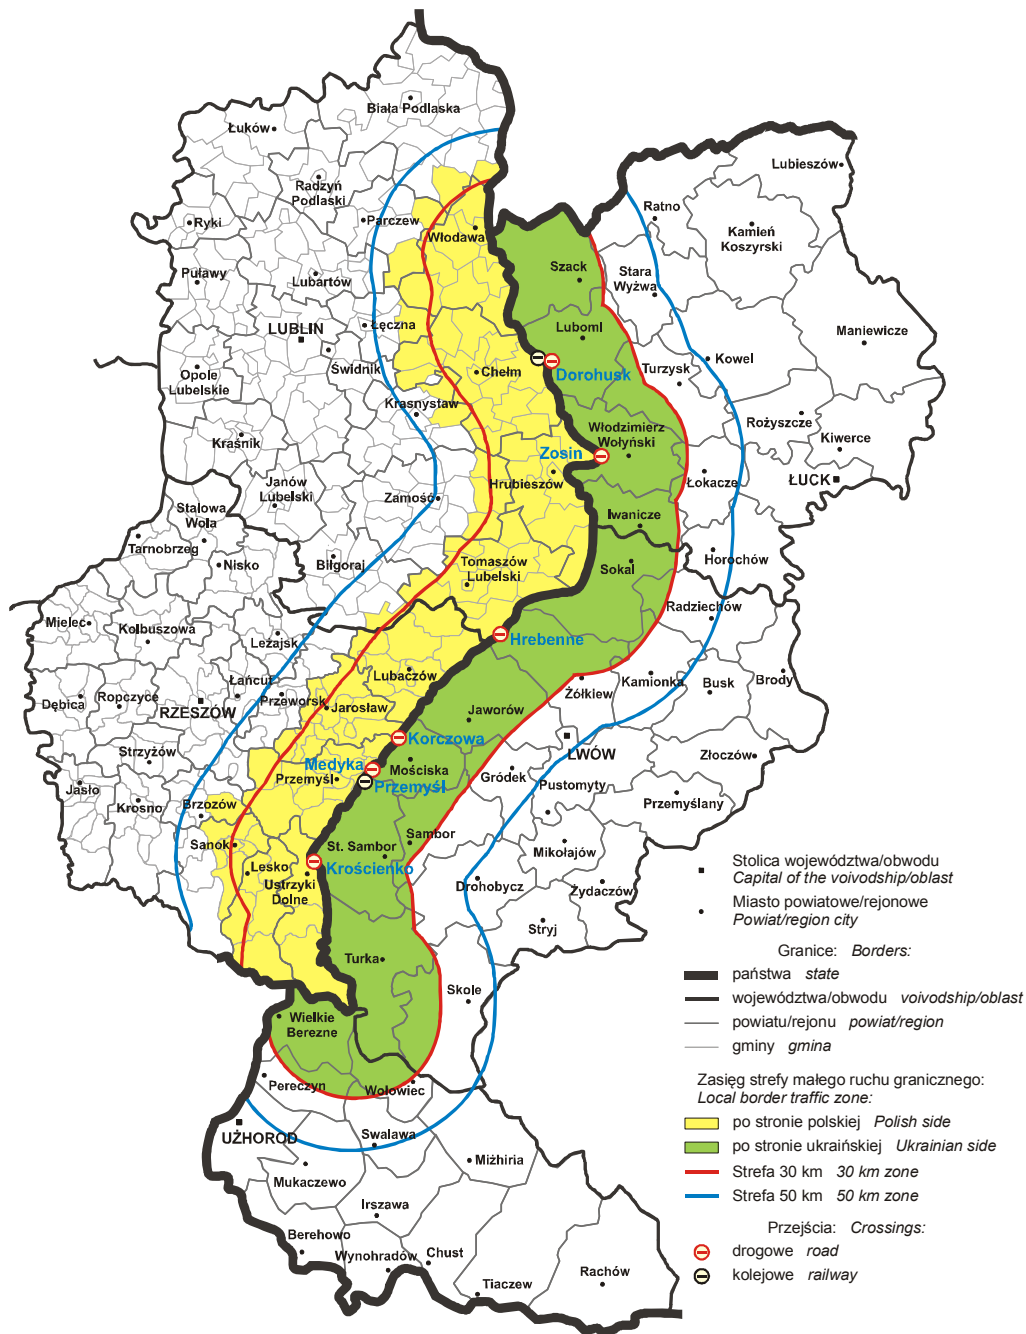 Biała Podlaska
Łuków
Lubieszów
Radzyń
Podlaski
Ratno
Parczew
Ryki
Kamień
Koszyrski
Włodawa
Szack
Stara
Wyżwa
Puławy
Lubartów
LUBLIN
Łęczna
Luboml
Maniewicze
Świdnik
Kowel
Opole
Lubelskie
Chełm
Dorohusk
Turzysk
Krasnystaw
Rożyszcze
Włodzimierz
Wołyński
Kraśnik
Kiwerce
Zosin
Hrubieszów
Janów
Lubelski
Łokacze
ŁUCK
Zamość
Stalowa
Wola
Iwanicze
Tarnobrzeg
Nisko
Biłgoraj
Tomaszów
Lubelski
Sokal
Horochów
Radziechów
Mielec
Kolbuszowa
Hrebenne
Leżajsk
Lubaczów
Łańcut
Żółkiew
Kamionka
Busk
Brody
Dębica
Ropczyce
RZESZÓW
Przeworsk
Jarosław
Jaworów
Korczowa
LWÓW
Strzyżów
Złoczów
Medyka
Mościska
Gródek
Przemyśl
Przemyśl
Pustomyty
Jasło
Krosno
Brzozów
Przemyślany
Sanok
St. Sambor
Sambor
Mikołajów
Lesko
Krościenko
Ustrzyki
Dolne
Drohobycz
Żydaczów
Stryj
Turka
Skole
Wielkie
Berezne
Pereczyn
Wołowiec
UŻHOROD
Swalawa
Miżhiria
Mukaczewo
Irszawa
Berehowo
Wynohradów
Chust
Tiaczew
Rachów
Stolica województwa/obwodu
Capital of the voivodship/oblast
Miasto powiatowe/rejonowe
Powiat/region city
Granice: Borders:
państwa state
województwa/obwodu voivodship/oblast
powiatu/rejonu powiat/region
gminy gmina
Zasięg strefy małego ruchu granicznego:
Local border traffic zone:
po stronie polskiej Polish side
po stronie ukraińskiej Ukrainian side
Strefa 30 km 30 km zone
Strefa 50 km 50 km zone
Przejścia: Crossings:
drogowe road
kolejowe railway